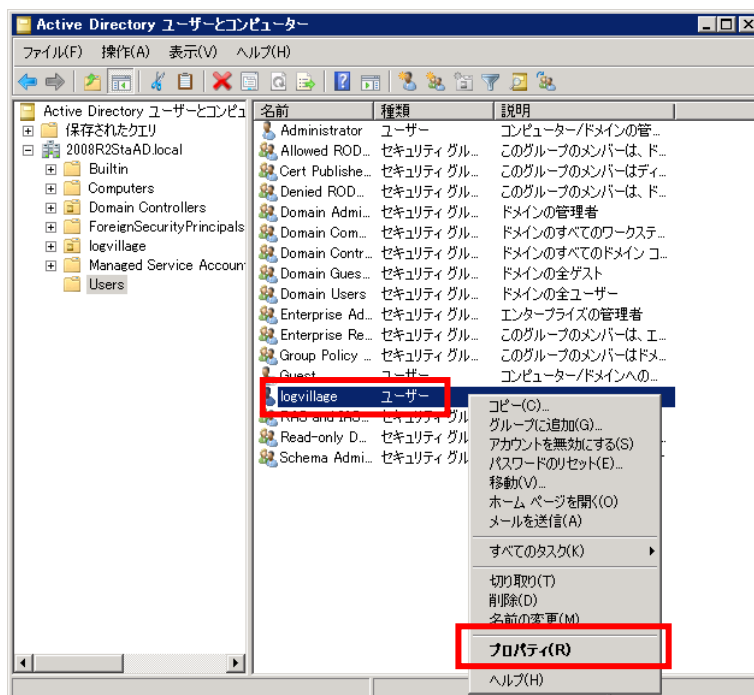 Active Directory ユーザーとコンピューター
ファイル(F) 操作(A) 表示(V) ヘルプ(H)
Active Directory ユーザーとコンピュ
保存されたクエリ
2008R2StaAD.local
Builtin
Computers
Domain Controllers
ForeignSecurityPrincipals
logvillage
Managed Service Accoun
Users
名前 種類 説明
Administrator ユーザー コンピューター/ドメインの管...
Allowed ROD... セキュリティ グル... このグループのメンバーは、ド...
Cert Publishe... セキュリティ グル... このグループのメンバーはディ...
Denied ROD... セキュリティ グル... このグループのメンバーは、ド...
Domain Admi... セキュリティ グル... ドメインの管理者
Domain Com... セキュリティ グル... ドメインのすべてのワークステ...
Domain Contr... セキュリティ グル... ドメインのすべてのドメイン コ...
Domain Gues... セキュリティ グル... ドメインの全ゲスト
Domain Users セキュリティ グル... ドメインの全ユーザー
Enterprise Ad... セキュリティ グル... エンタープライズの管理者
Enterprise Re... セキュリティ グル... このグループのメンバーは、エ...
Group Policy ... セキュリティ グル... このグループのメンバーはドメ...
Guest ユーザー コンピューター/ドメインへの...
logvillage ユーザー
RAS and IAS... セキュリティ グル
Read-only D... セキュリティ グル
Schema Admi... セキュリティ グル
コピー(C)...
グループに追加(G)...
アカウントを無効にする(S)
パスワードのリセット(E)...
移動(V)...
ホーム ページを開く(O)
メールを送信(A)
すべてのタスク(K)
切り取り(T)
削除(D)
名前の変更(M)
プロパティ(R)
ヘルプ(H)